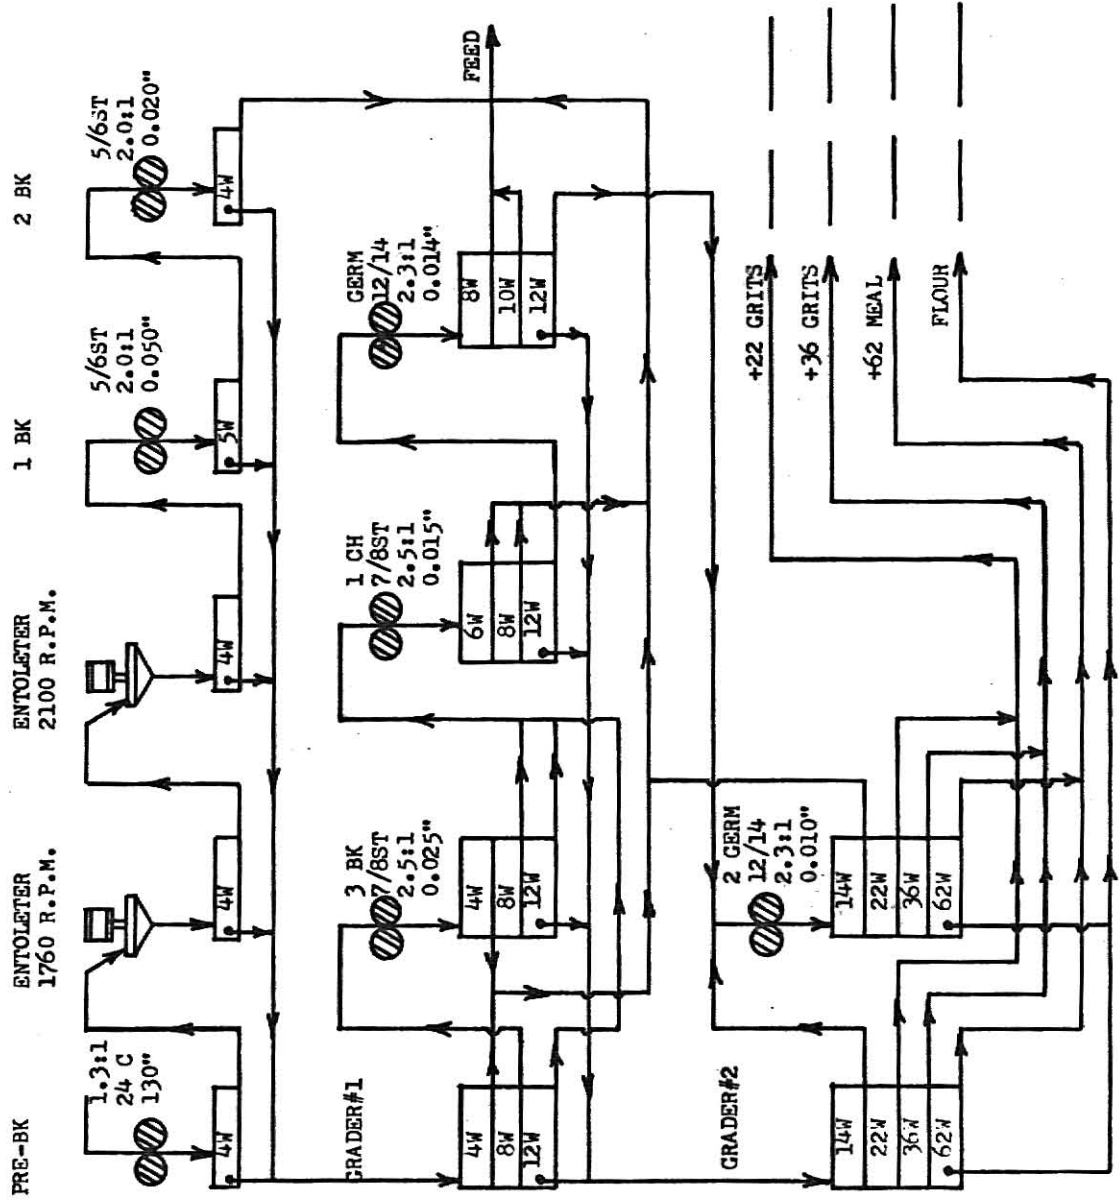 PRE-BK
ENTOLETER
1760 R.P.M.
ENTOLETER
2100 R.P.M.
1 BK
2 BK
1.3:1
24 C
130"
5/6ST
2.0:1
0.050"
5/6ST
2.0:1
0.020"
4W
4W
4W
5W
4W
GRADER#1
3 BK
7/8ST
2.5:1
0.025"
1 CH
7/8ST
2.5:1
0.015"
GERM
12/14
2.3:1
0.014"
FEED
4W
8W
12W
4W
8W
12W
6W
8W
12W
8W
10W
12W
GRADER#2
2 GERM
12/14
2.3:1
0.010"
14W
22W
36W
62W
14W
22W
36W
62W
+22 GRITS
+36 GRITS
+62 MEAL
FLOUR